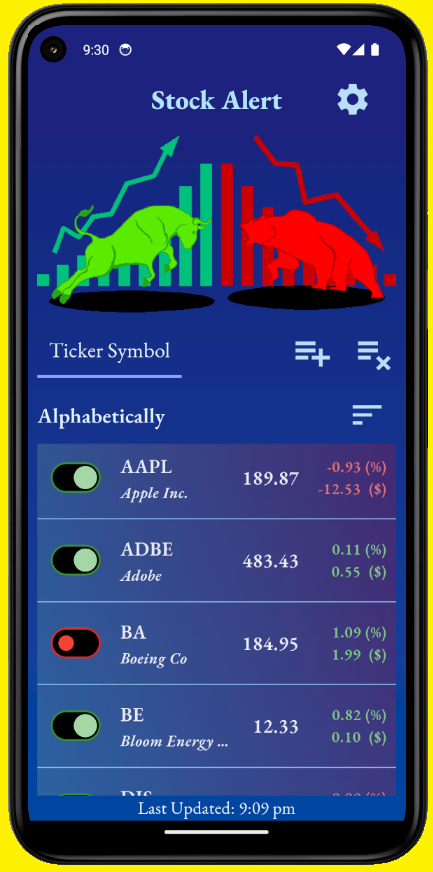 9:30
Stock Alert
Ticker Symbol
Alphabetically
AAPL 189.87 -0.93 (%)
Apple Inc. -12.53 ($)
ADBE 483.43 0.11 (%)
Adobe 0.55 ($)
BA 184.95 1.09 (%)
Boeing Co 1.99 ($)
BE 12.33 0.82 (%)
Bloom Energy ... 0.10 ($)
Last Updated: 9:09 pm